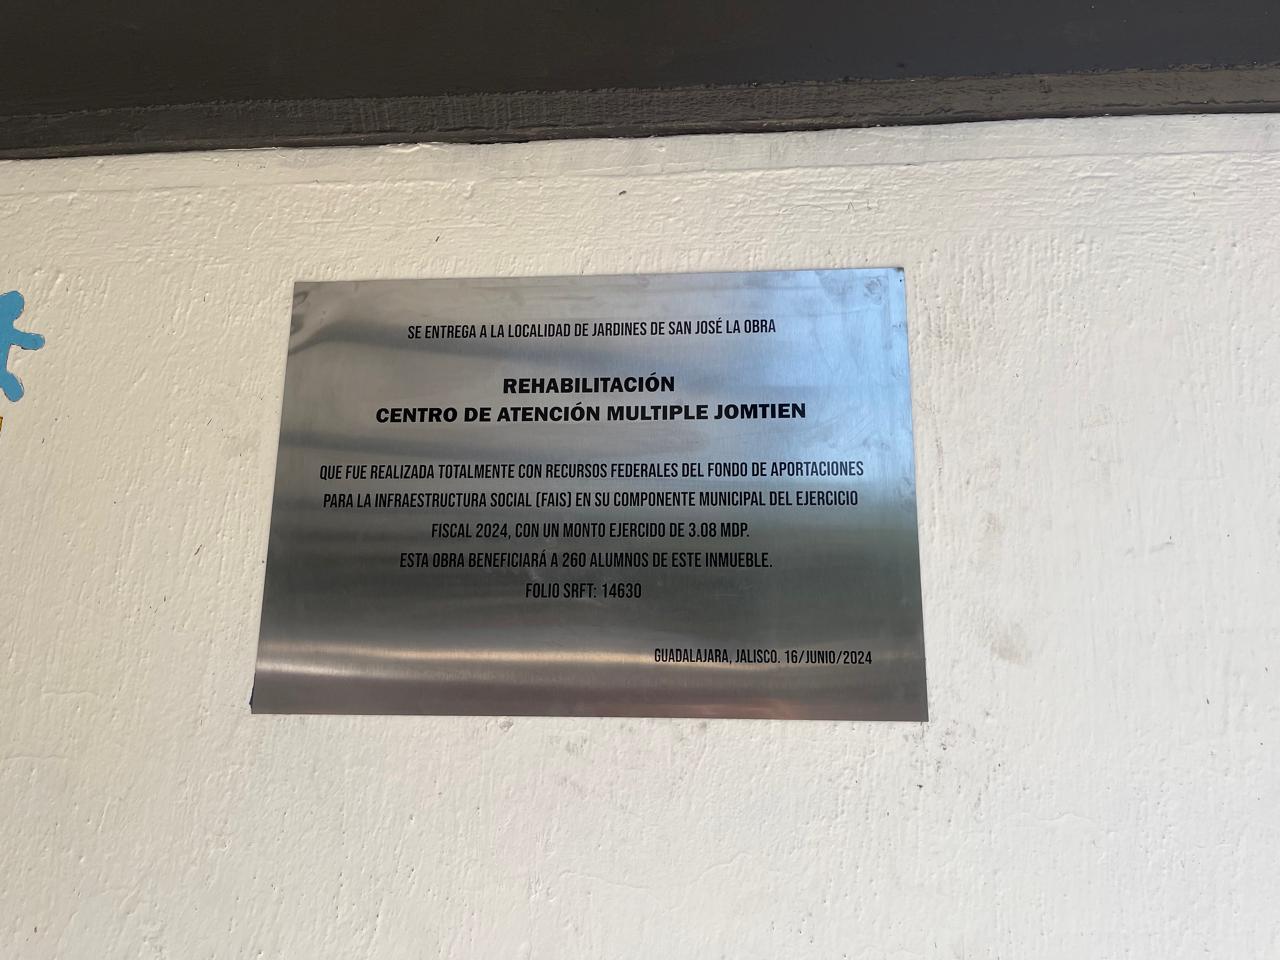 SE ENTREGA A LA LOCALIDAD DE JARDINES DE SAN JOSÉ LA OBRA
REHABILITACIÓN
CENTRO DE ATENCIÓN MULTIPLE JOMTIEN
QUE FUE REALIZADA TOTALMENTE CON RECURSOS FEDERALES DEL FONDO DE APORTACIONES
PARA LA INFRAESTRUCTURA SOCIAL (FAIS) EN SU COMPONENTE MUNICIPAL DEL EJERCICIO
FISCAL 2024, CON UN MONTO EJERCIDO DE 3.08 MDP.
ESTA OBRA BENEFICIARÁ A 260 ALUMNOS DE ESTE INMUEBLE.
FOLIO SRFT: 14630
GUADALAJARA, JALISCO. 16/JUNIO/2024